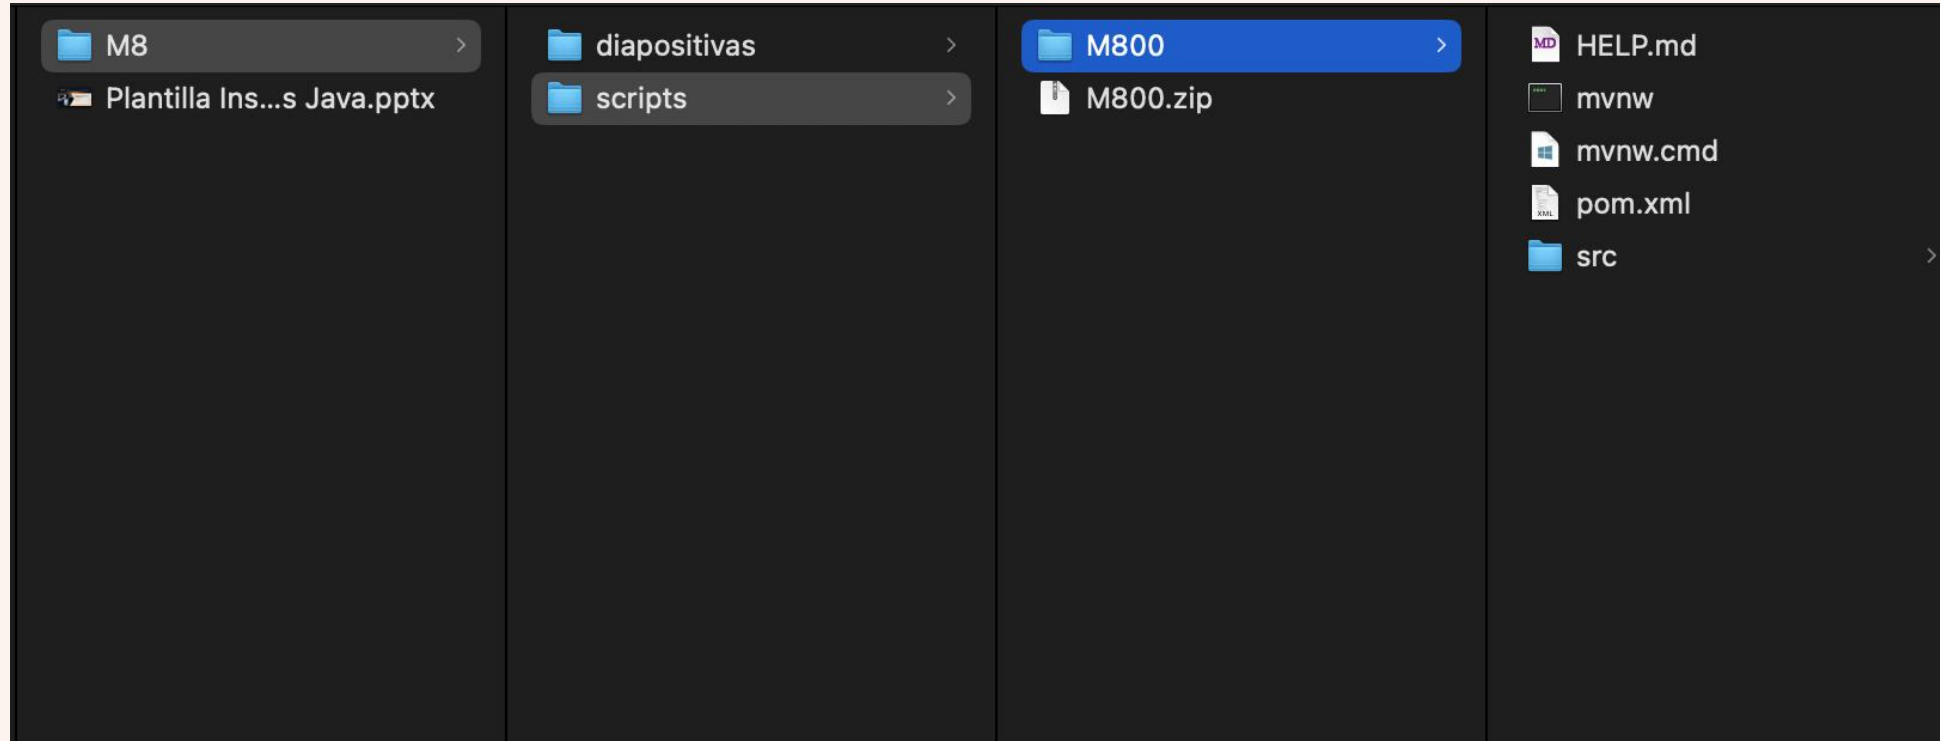 M8
Plantilla Ins...s Java.pptx
diapositivas
scripts
M800
M800.zip
HELP.md
mvnw
mvnw.cmd
pom.xml
src